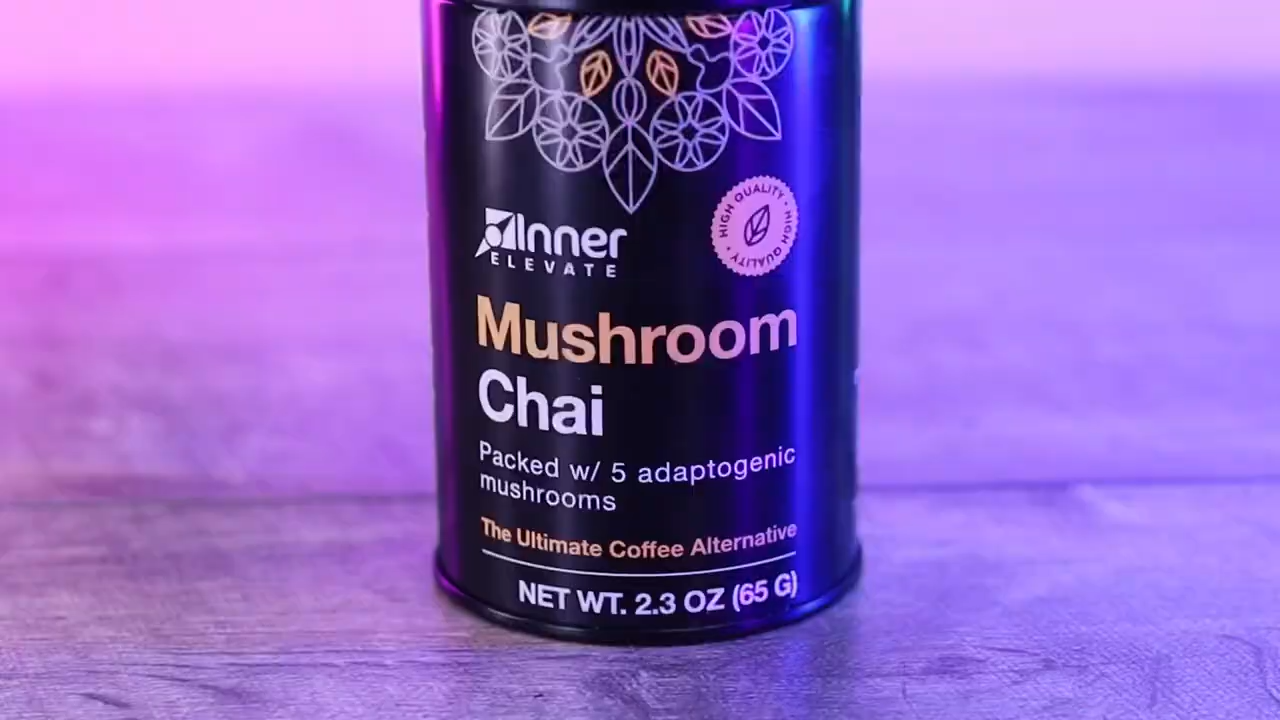 HIGH QUALITY • HIGH QUALITY •
Inner
ELEVATE
Mushroom
Chai
Packed w/ 5 adaptogenic
mushrooms
The Ultimate Coffee Alternative
NET WT. 2.3 OZ (65 G)